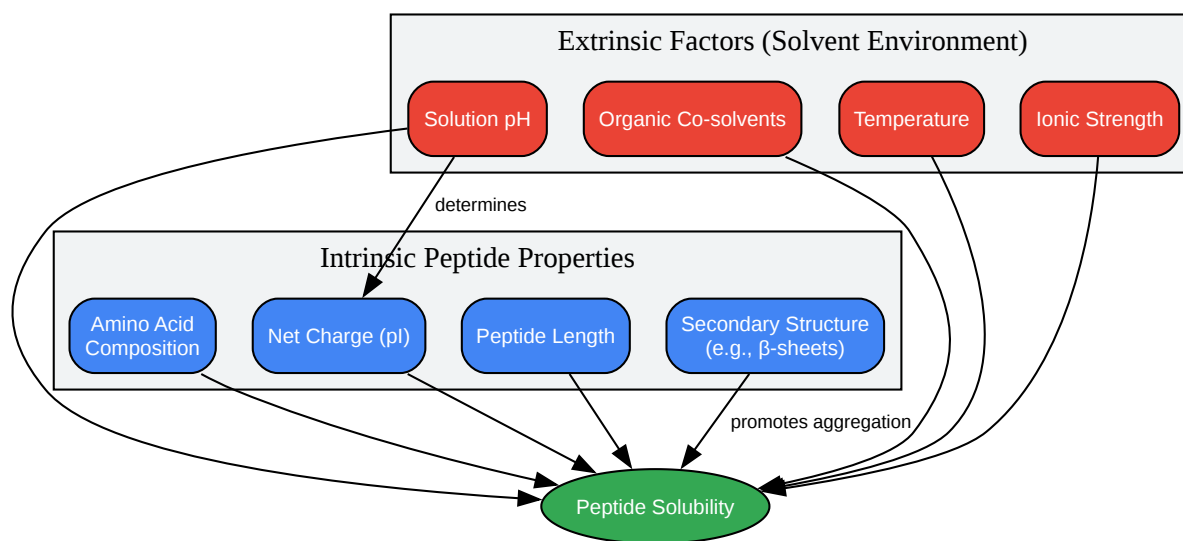 Extrinsic Factors (Solvent Environment)
Solution pH
Organic Co-solvents
Temperature
Ionic Strength
determines
Intrinsic Peptide Properties
Amino Acid
Composition
Net Charge (pI)
Peptide Length
Secondary Structure
(e.g., β-sheets)
promotes aggregation
Peptide Solubility